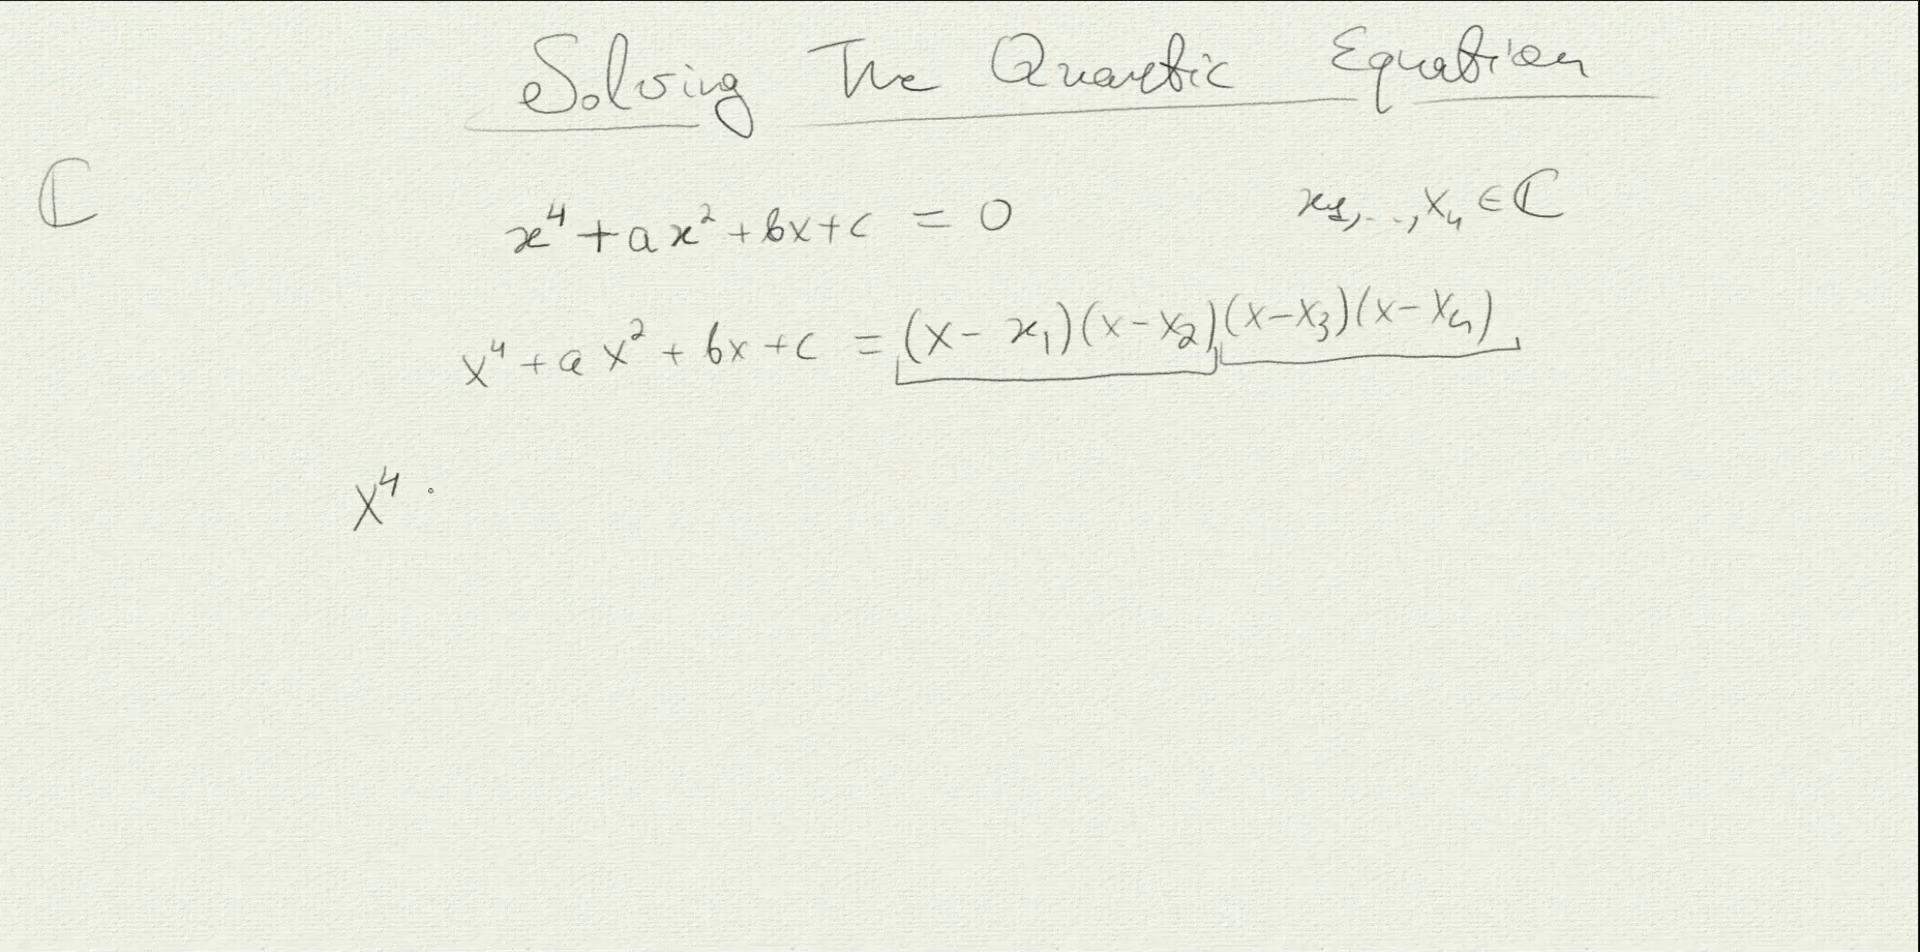 Solving The Quartic Equation
ℂ
x⁴ + ax² + bx + c = 0
x₁, ..., x₄ ∈ ℂ
x⁴ + ax² + bx + c = (x - x₁)(x - x₂)(x - x₃)(x - x₄)
x⁴